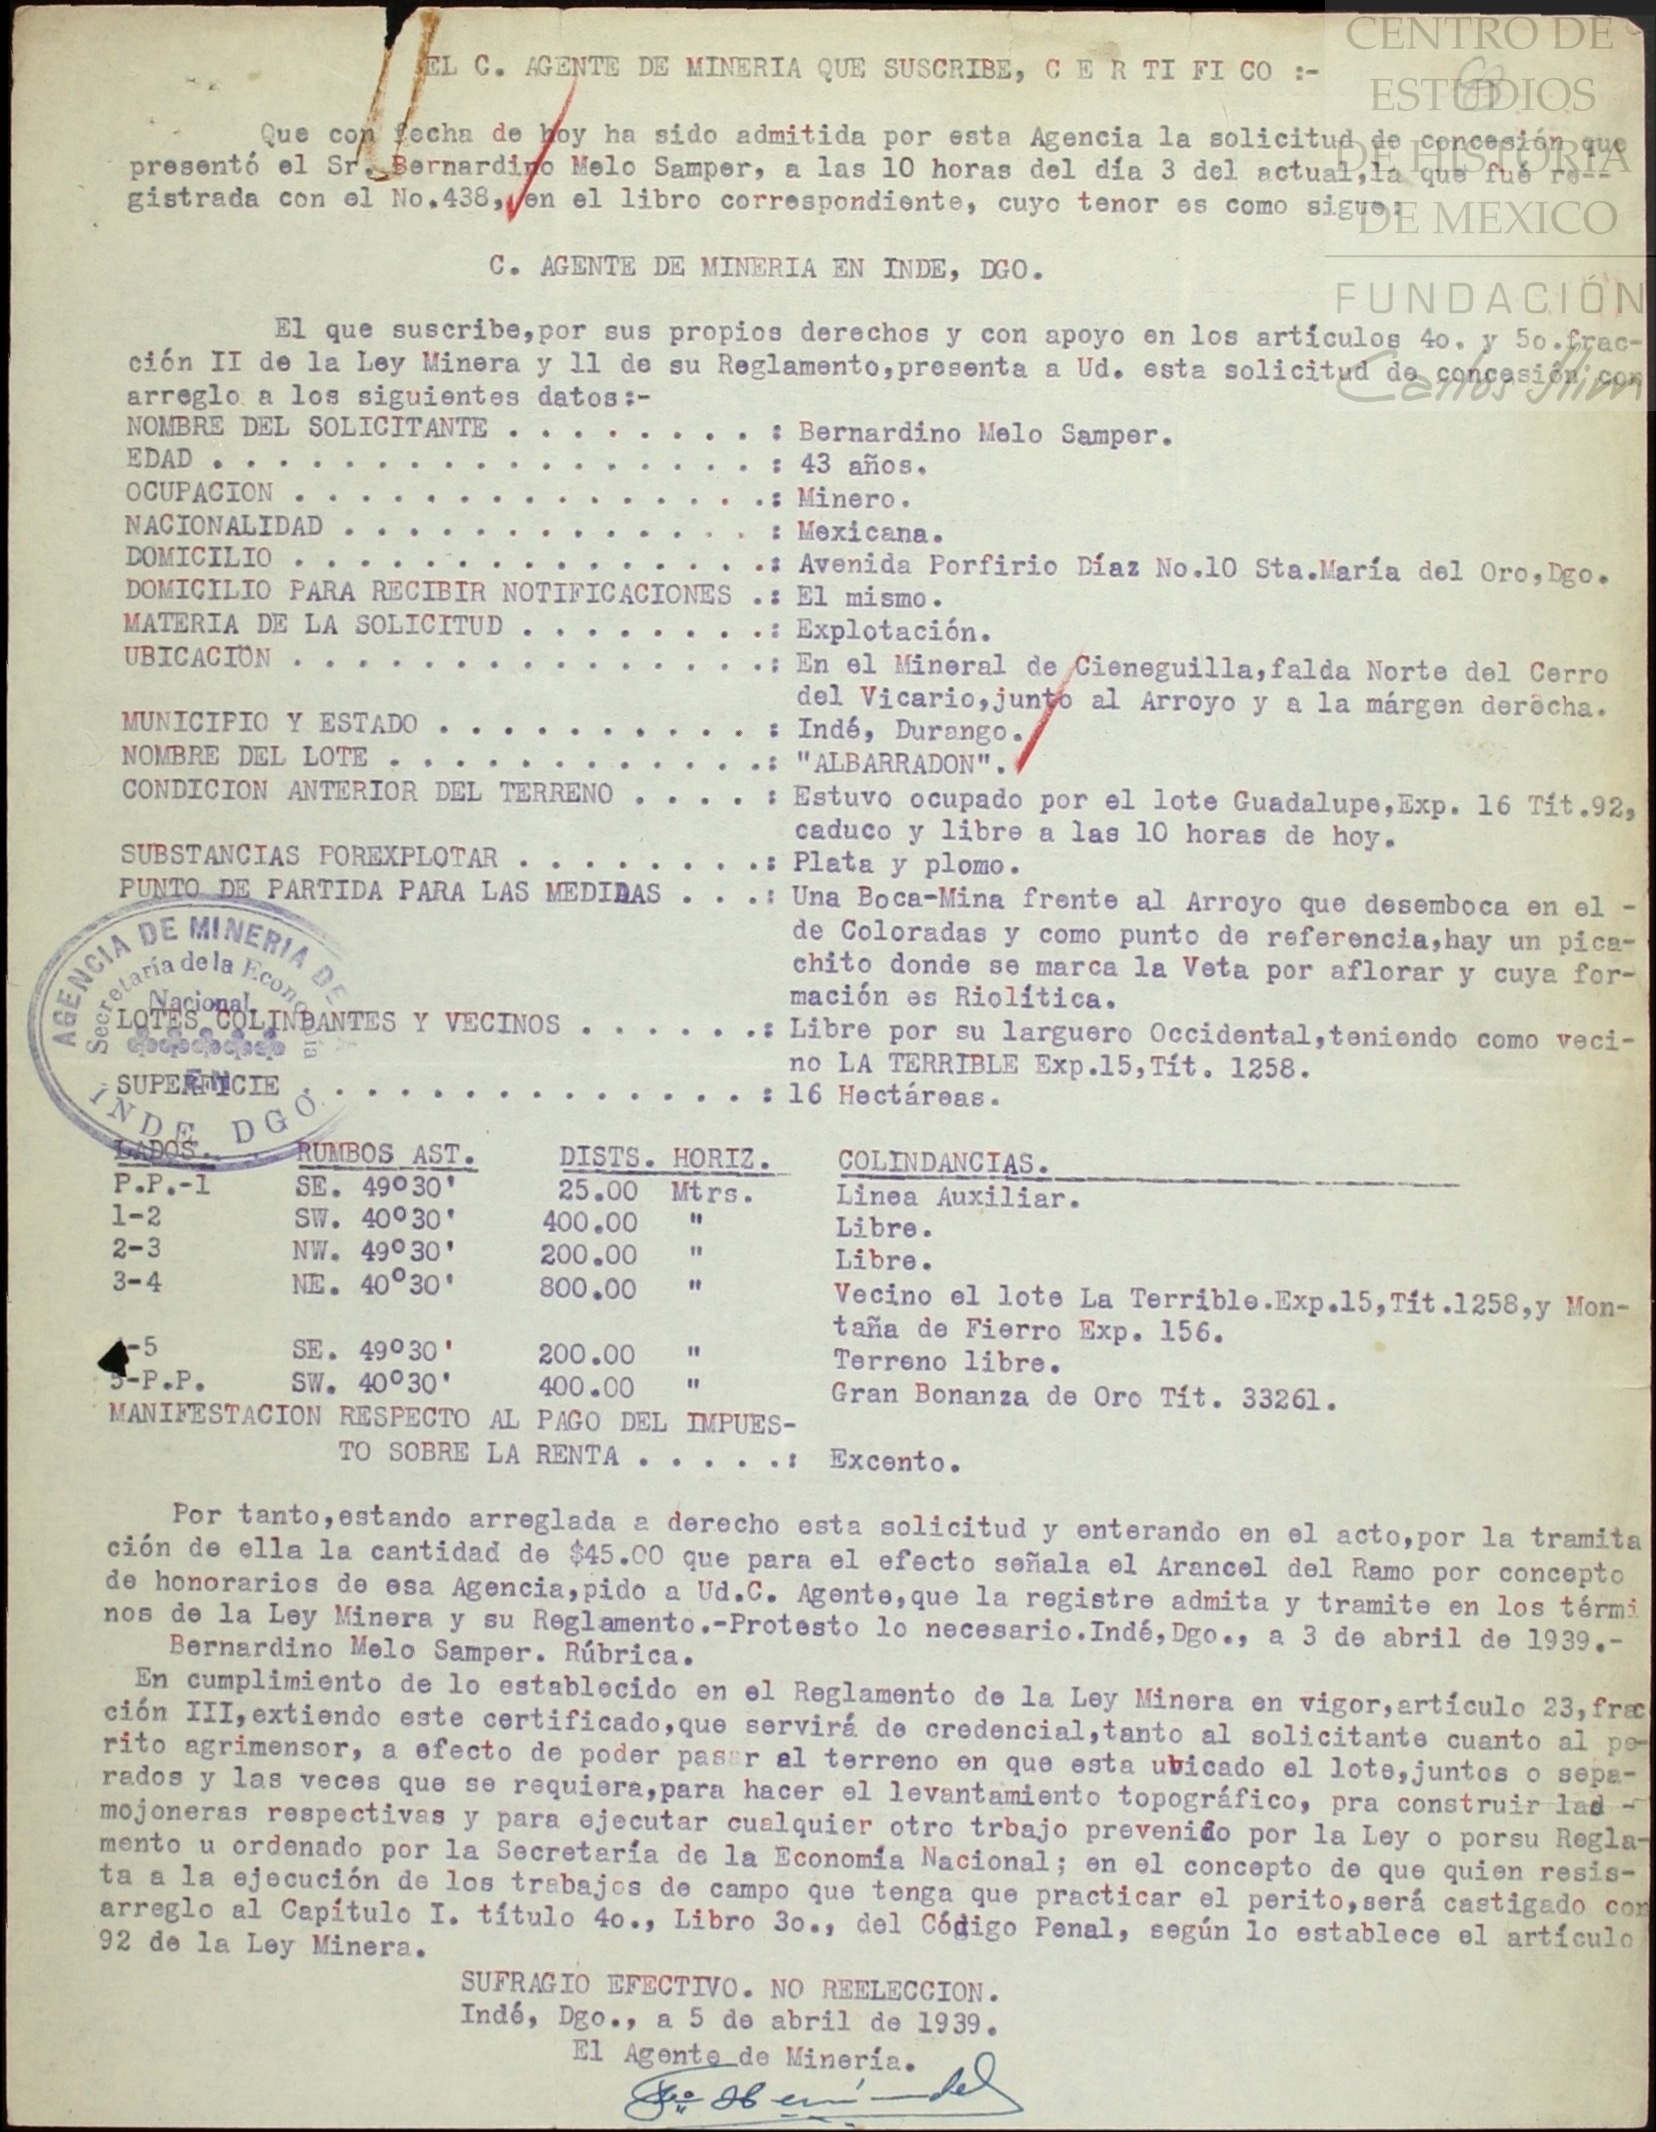 CENTRO DE
ESTUDIOS
DE HISTORIA
DE MEXICO
FUNDACIÓN
Carlos Slim
EL C. AGENTE DE MINERIA QUE SUSCRIBE, C E R TI FI CO :-
Que con fecha de hoy ha sido admitida por esta Agencia la solicitud de concesión que
presentó el Sr. Bernardino Melo Samper, a las 10 horas del día 3 del actual,la que fué re--
gistrada con el No.438, en el libro correspondiente, cuyo tenor es como sigue:
C. AGENTE DE MINERIA EN INDE, DGO.
El que suscribe,por sus propios derechos y con apoyo en los artículos 4o. y 5o.frac-
ción II de la Ley Minera y 11 de su Reglamento,presenta a Ud. esta solicitud de concesión con
arreglo a los siguientes datos:-
NOMBRE DEL SOLICITANTE . . . . . . . . : Bernardino Melo Samper.
EDAD . . . . . . . . . . . . . . . . . : 43 años.
OCUPACION . . . . . . . . . . . . . . .: Minero.
NACIONALIDAD . . . . . . . . . . . . . : Mexicana.
DOMICILIO . . . . . . . . . . . . . . .: Avenida Porfirio Díaz No.10 Sta.María del Oro,Dgo.
DOMICILIO PARA RECIBIR NOTIFICACIONES .: El mismo.
MATERIA DE LA SOLICITUD . . . . . . . .: Explotación.
UBICACION . . . . . . . . . . . . . . .: En el Mineral de Cieneguilla,falda Norte del Cerro
del Vicario,junto al Arroyo y a la márgen derecha.
MUNICIPIO Y ESTADO . . . . . . . . . . : Indé, Durango.
NOMBRE DEL LOTE . . . . . . . . . . . .: "ALBARRADON".
CONDICION ANTERIOR DEL TERRENO . . . . : Estuvo ocupado por el lote Guadalupe,Exp. 16 Tít.92,
caduco y libre a las 10 horas de hoy.
SUBSTANCIAS POREXPLOTAR . . . . . . . .: Plata y plomo.
PUNTO DE PARTIDA PARA LAS MEDIDAS . . .: Una Boca-Mina frente al Arroyo que desemboca en el -
de Coloradas y como punto de referencia,hay un pica-
chito donde se marca la Veta por aflorar y cuya for-
mación es Riolítica.
LOTES COLINDANTES Y VECINOS . . . . . .: Libre por su larguero Occidental,teniendo como veci-
no LA TERRIBLE Exp.15,Tít. 1258.
SUPERFICIE . . . . . . . . . . . . . . : 16 Hectáreas.
AGENCIA DE MINERIA DE
Secretaría de la Economía
Nacional
EN
INDE DGO
LADOS. RUMBOS AST. DISTS. HORIZ. COLINDANCIAS.
P.P.-1 SE. 49o30' 25.00 Mtrs. Linea Auxiliar.
1-2 SW. 40o30' 400.00 " Libre.
2-3 NW. 49o30' 200.00 " Libre.
3-4 NE. 40o30' 800.00 " Vecino el lote La Terrible.Exp.15,Tít.1258,y Mon-
taña de Fierro Exp. 156.
-5 SE. 49o30' 200.00 " Terreno libre.
5-P.P. SW. 40o30' 400.00 " Gran Bonanza de Oro Tít. 33261.
MANIFESTACION RESPECTO AL PAGO DEL IMPUES-
TO SOBRE LA RENTA . . . . .: Excento.
Por tanto,estando arreglada a derecho esta solicitud y enterando en el acto,por la tramita
ción de ella la cantidad de $45.00 que para el efecto señala el Arancel del Ramo por concepto
de honorarios de esa Agencia,pido a Ud.C. Agente,que la registre admita y tramite en los térmi
nos de la Ley Minera y su Reglamento.-Protesto lo necesario.Indé,Dgo., a 3 de abril de 1939.-
Bernardino Melo Samper. Rúbrica.
En cumplimiento de lo establecido en el Reglamento de la Ley Minera en vigor,artículo 23,frac
ción III,extiendo este certificado,que servirá de credencial,tanto al solicitante cuanto al pe-
rito agrimensor, a efecto de poder pasar al terreno en que esta ubicado el lote,juntos o sepa-
rados y las veces que se requiera,para hacer el levantamiento topográfico, pra construir las -
mojoneras respectivas y para ejecutar cualquier otro trbajo prevenido por la Ley o porsu Regla-
mento u ordenado por la Secretaría de la Economía Nacional; en el concepto de que quien resis-
ta a la ejecución de los trabajos de campo que tenga que practicar el perito,será castigado con
arreglo al Capítulo I. título 4o., Libro 3o., del Código Penal, según lo establece el artículo
92 de la Ley Minera.
SUFRAGIO EFECTIVO. NO REELECCION.
Indé, Dgo., a 5 de abril de 1939.
El Agente de Minería.